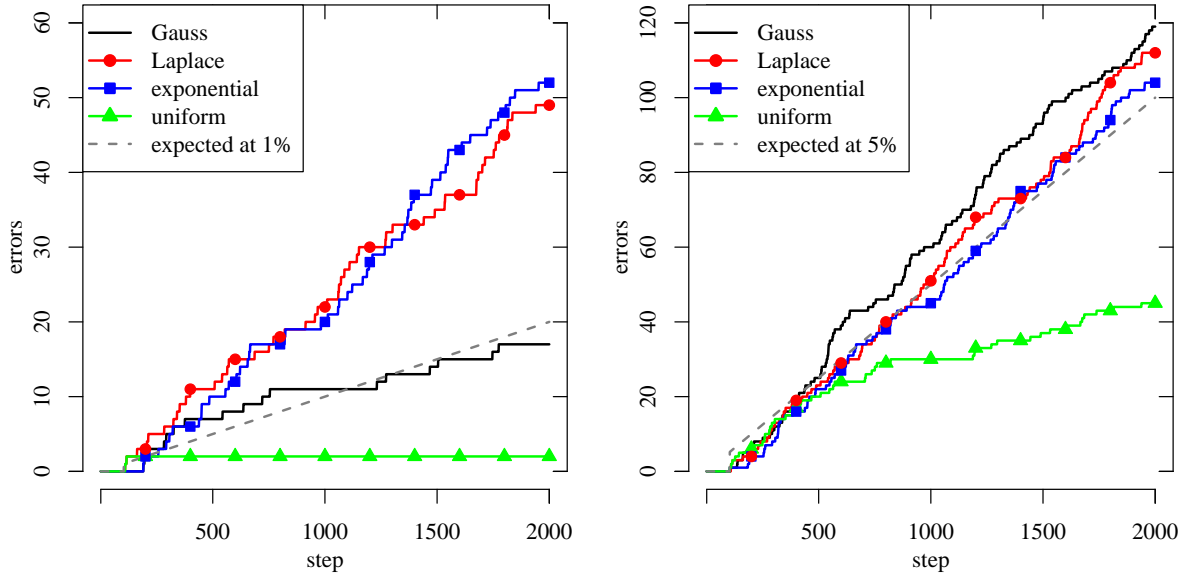 Gauss
Laplace
exponential
uniform
expected at 1%
0
10
20
30
40
50
60
errors
500
1000
1500
2000
step
Gauss
Laplace
exponential
uniform
expected at 5%
0
20
40
60
80
100
120
errors
500
1000
1500
2000
step